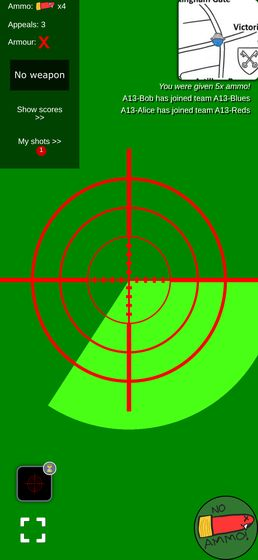 Ammo: x4
Appeals: 3
Armour: X
No weapon
Show scores
>>
My shots >>
1
Victori
You were given 5x ammo!
A13-Bob has joined team A13-Blues
A13-Alice has joined team A13-Reds
NO
AMMO!